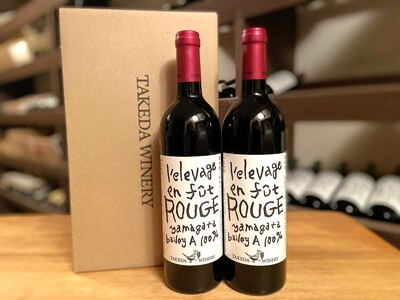 TAKEDA WINERY
l'elevage
en fût
ROUGE
yamagata
bailey A 100%
TAKEDA WINERY
l'elevage
en fût
ROUGE
yamagata
bailey A 100%
TAKEDA WINERY